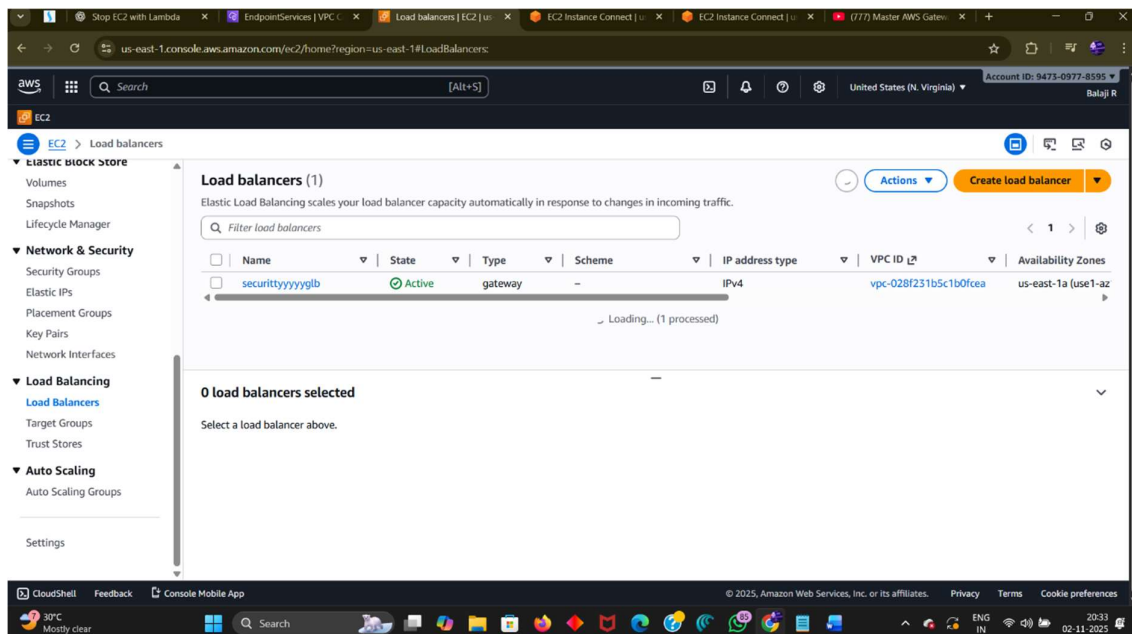 Stop EC2 with Lambda
EndpointServices | VPC C
Load balancers | EC2 | us-
EC2 Instance Connect | u
EC2 Instance Connect | u
(777) Master AWS Gatew
us-east-1.console.aws.amazon.com/ec2/home?region=us-east-1#LoadBalancers:
aws
Search
[Alt+S]
United States (N. Virginia)
Account ID: 9473-0977-8595
Balaji R
EC2
EC2 > Load balancers
Elastic Block Store
Volumes
Snapshots
Lifecycle Manager
Network & Security
Security Groups
Elastic IPs
Placement Groups
Key Pairs
Network Interfaces
Load Balancing
Load Balancers
Target Groups
Trust Stores
Auto Scaling
Auto Scaling Groups
Settings
Load balancers (1)
Actions
Create load balancer
Elastic Load Balancing scales your load balancer capacity automatically in response to changes in incoming traffic.
Filter load balancers
1
Name State Type Scheme IP address type VPC ID Availability Zones
securittyyyyyglb Active gateway – IPv4 vpc-028f231b5c1b0fcea us-east-1a (use1-az
Loading... (1 processed)
0 load balancers selected
Select a load balancer above.
CloudShell Feedback Console Mobile App © 2025, Amazon Web Services, Inc. or its affiliates. Privacy Terms Cookie preferences
30°C
Mostly clear
Search
85
ENG
IN
20:33
02-11-2025